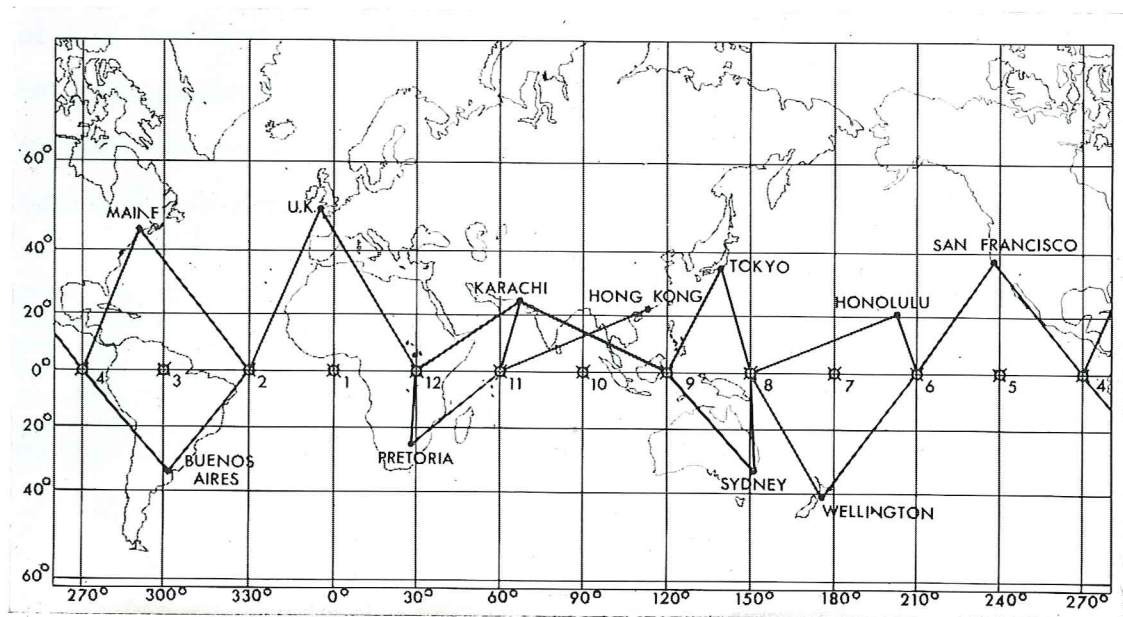 60°
MAINE
U.K.
40°
SAN FRANCISCO
TOKYO
KARACHI
HONG KONG
HONOLULU
20°
0°
4
3
2
1
12
11
10
9
8
7
6
5
4
20°
PRETORIA
BUENOS
AIRES
SYDNEY
40°
WELLINGTON
60°
270° 300° 330° 0° 30° 60° 90° 120° 150° 180° 210° 240° 270°